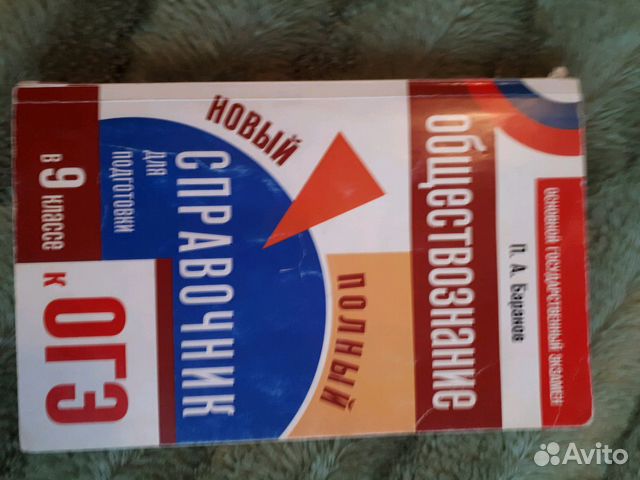 ОСНОВНОЙ ГОСУДАРСТВЕННЫЙ ЭКЗАМЕН
П. А. Баранов
ОБЩЕСТВОЗНАНИЕ
НОВЫЙ
ПОЛНЫЙ
СПРАВОЧНИК
ДЛЯ
ПОДГОТОВКИ
К ОГЭ
В 9 КЛАССЕ
Avito